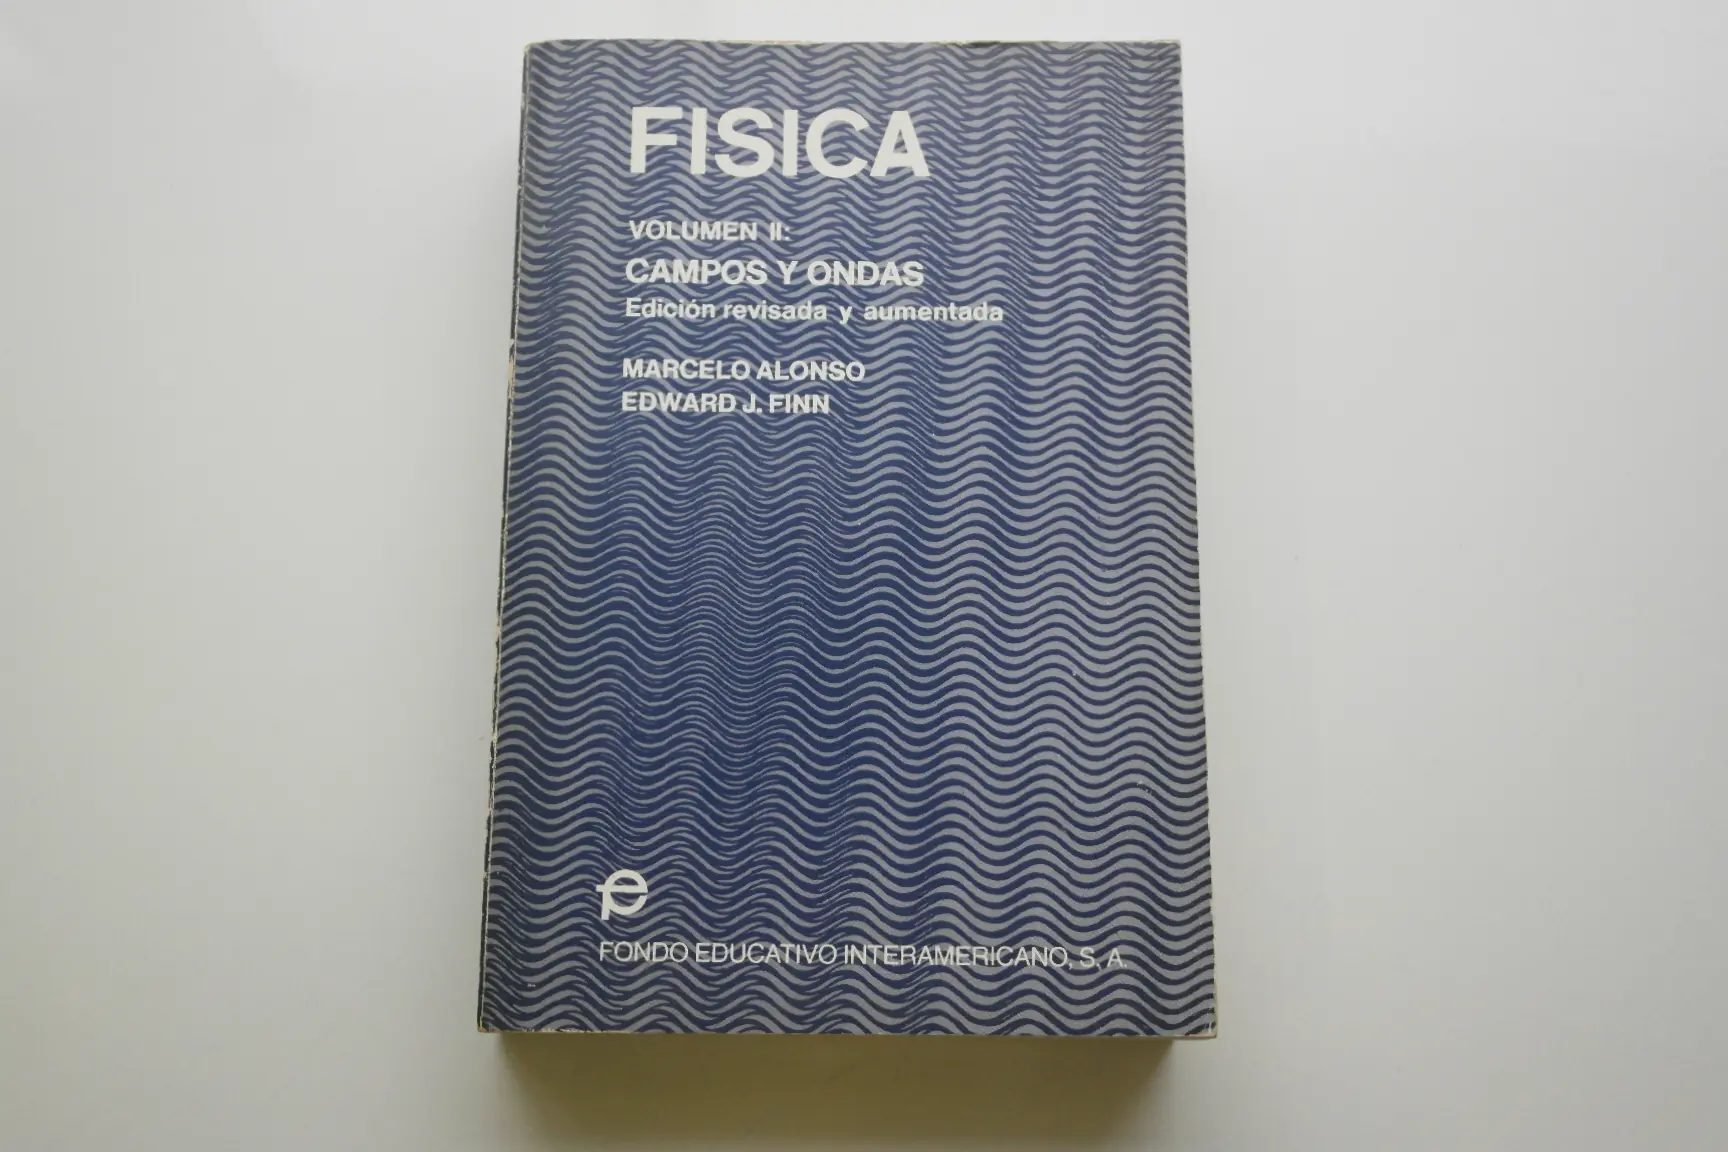 FISICA
VOLUMEN II:
CAMPOS Y ONDAS
Edición revisada y aumentada
MARCELO ALONSO
EDWARD J. FINN
FONDO EDUCATIVO INTERAMERICANO, S. A.